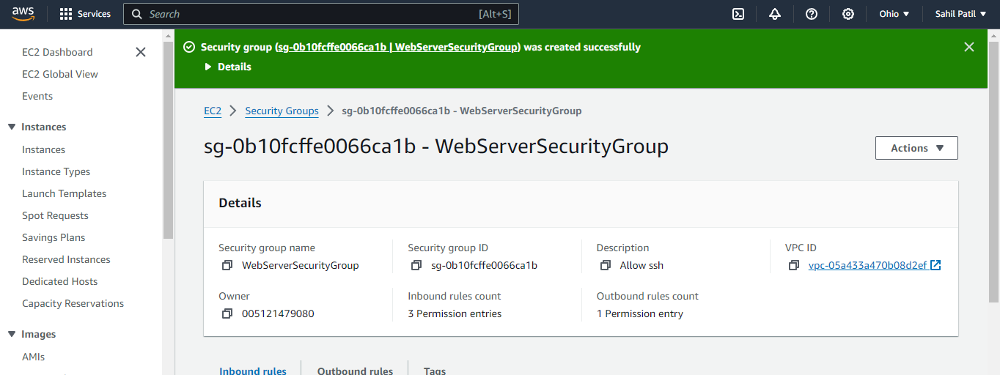 aws Services Search [Alt+S] Ohio Sahil Patil
EC2 Dashboard
EC2 Global View
Events
Instances
Instances
Instance Types
Launch Templates
Spot Requests
Savings Plans
Reserved Instances
Dedicated Hosts
Capacity Reservations
Images
AMIs
Security group (sg-0b10fcffe0066ca1b | WebServerSecurityGroup) was created successfully
Details
EC2 Security Groups sg-0b10fcffe0066ca1b - WebServerSecurityGroup
sg-0b10fcffe0066ca1b - WebServerSecurityGroup
Actions
Details
Security group name Security group ID Description VPC ID
WebServerSecurityGroup sg-0b10fcffe0066ca1b Allow ssh vpc-05a433a470b08d2ef
Owner Inbound rules count Outbound rules count
005121479080 3 Permission entries 1 Permission entry
Inbound rules Outbound rules Tags